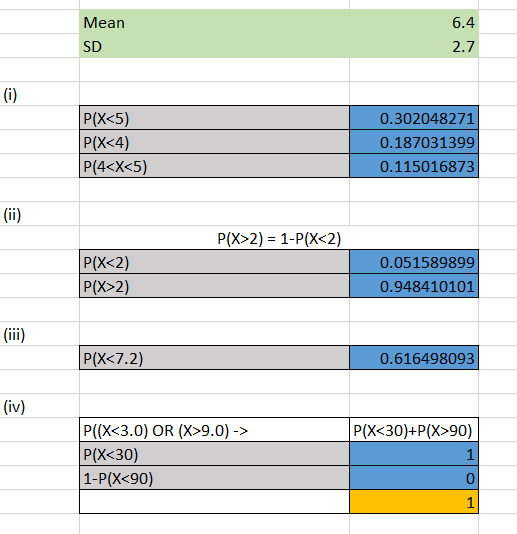 Mean 6.4
SD 2.7
(i)
P(X<5) 0.302048271
P(X<4) 0.187031399
P(4<X<5) 0.115016873
(ii)
P(X>2) = 1-P(X<2)
P(X<2) 0.051589899
P(X>2) 0.948410101
(iii)
P(X<7.2) 0.616498093
(iv)
P((X<3.0) OR (X>9.0) -> P(X<30)+P(X>90)
P(X<30) 1
1-P(X<90) 0
1